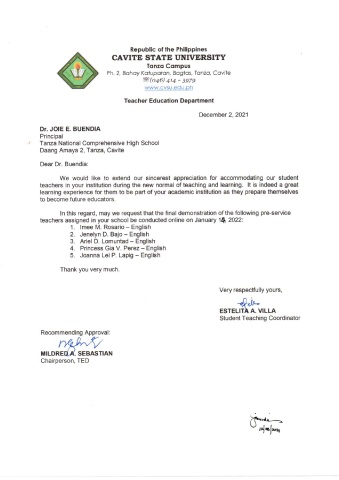 Republic of the Philippines
CAVITE STATE UNIVERSITY
Tanza Campus
Ph. 2, Bahay Katuparan, Bagtas, Tanza, Cavite
☏ (046) 414 – 3979
www.cvsu.edu.ph
Teacher Education Department
December 2, 2021
Dr. JOIE E. BUENDIA
Principal
Tanza National Comprehensive High School
Daang Amaya 2, Tanza, Cavite
Dear Dr. Buendia:
We would like to extend our sincerest appreciation for accommodating our student
teachers in your institution during the new normal of teaching and learning. It is indeed a great
learning experience for them to be part of your academic institution as they prepare themselves
to become future educators.
In this regard, may we request that the final demonstration of the following pre-service
teachers assigned in your school be conducted online on January , 2022:
1. Imee M. Rosario – English
2. Jenelyn D. Bajo – English
3. Ariel D. Lomuntad – English
4. Princess Gia V. Perez – English
5. Joanna Lei P. Lapig – English
Thank you very much.
Very respectfully yours,
ESTELITA A. VILLA
Student Teaching Coordinator
Recommending Approval:
MILDRED A. SEBASTIAN
Chairperson, TED